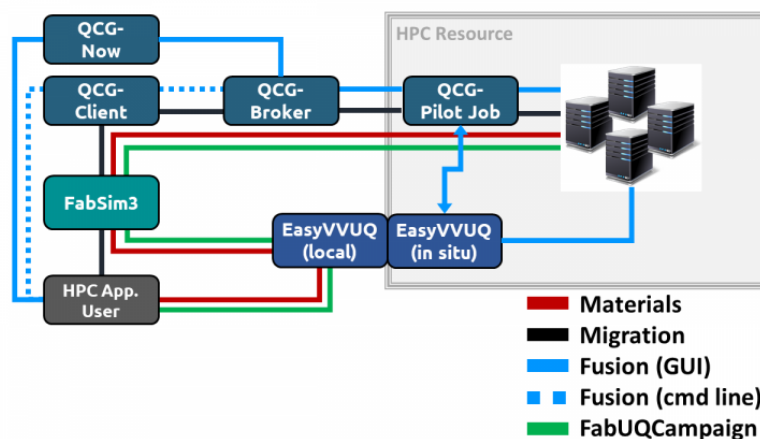 QCG-
Now
HPC Resource
QCG-
Client
QCG-
Broker
QCG-
Pilot Job
FabSim3
EasyVVUQ
(local)
EasyVVUQ
(in situ)
HPC App.
User
Materials
Migration
Fusion (GUI)
Fusion (cmd line)
FabUQCampaign